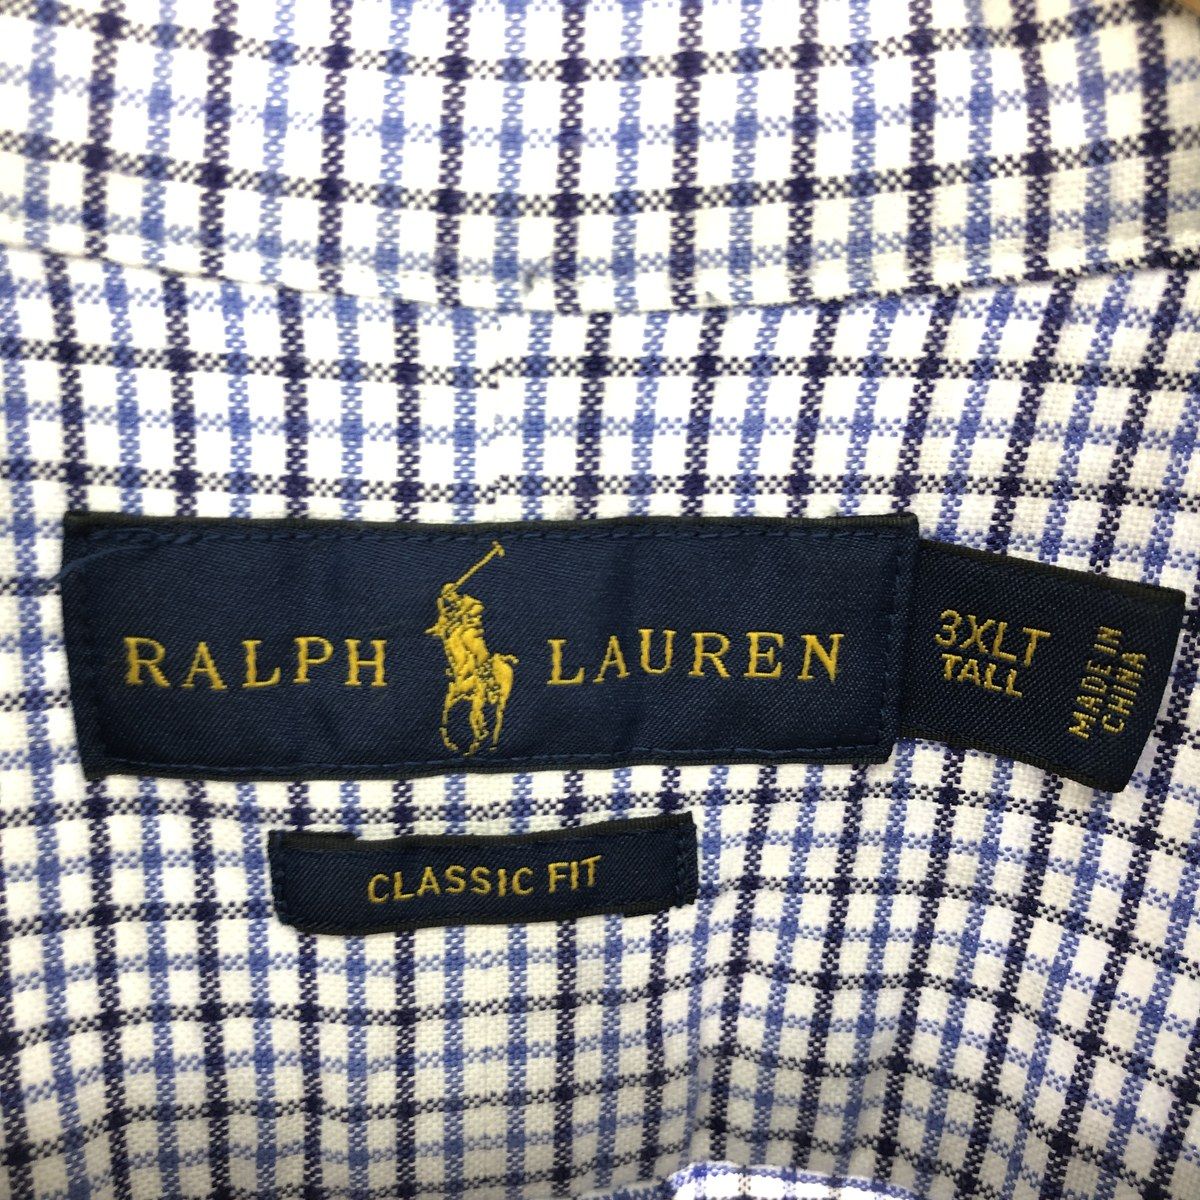 RALPH LAUREN
3XLT
TALL
MADE IN
CHINA
CLASSIC FIT